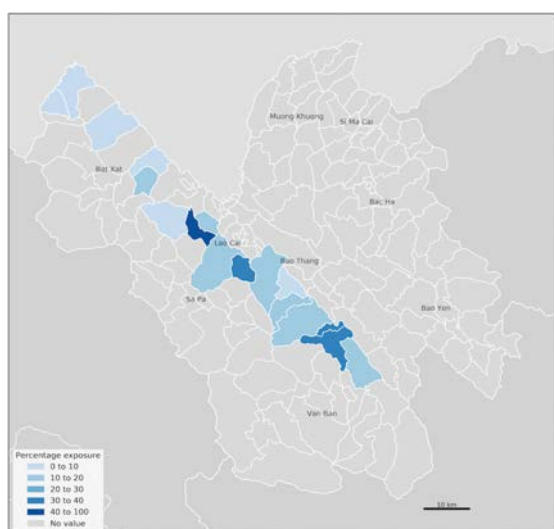 Muong Khuong
Si Ma Cai
Bat Xat
Bac Ha
Lao Cai
Bao Thang
Sa Pa
Bao Yen
Van Ban
Percentage exposure
0 to 10
10 to 20
20 to 30
30 to 40
40 to 100
No value
10 km